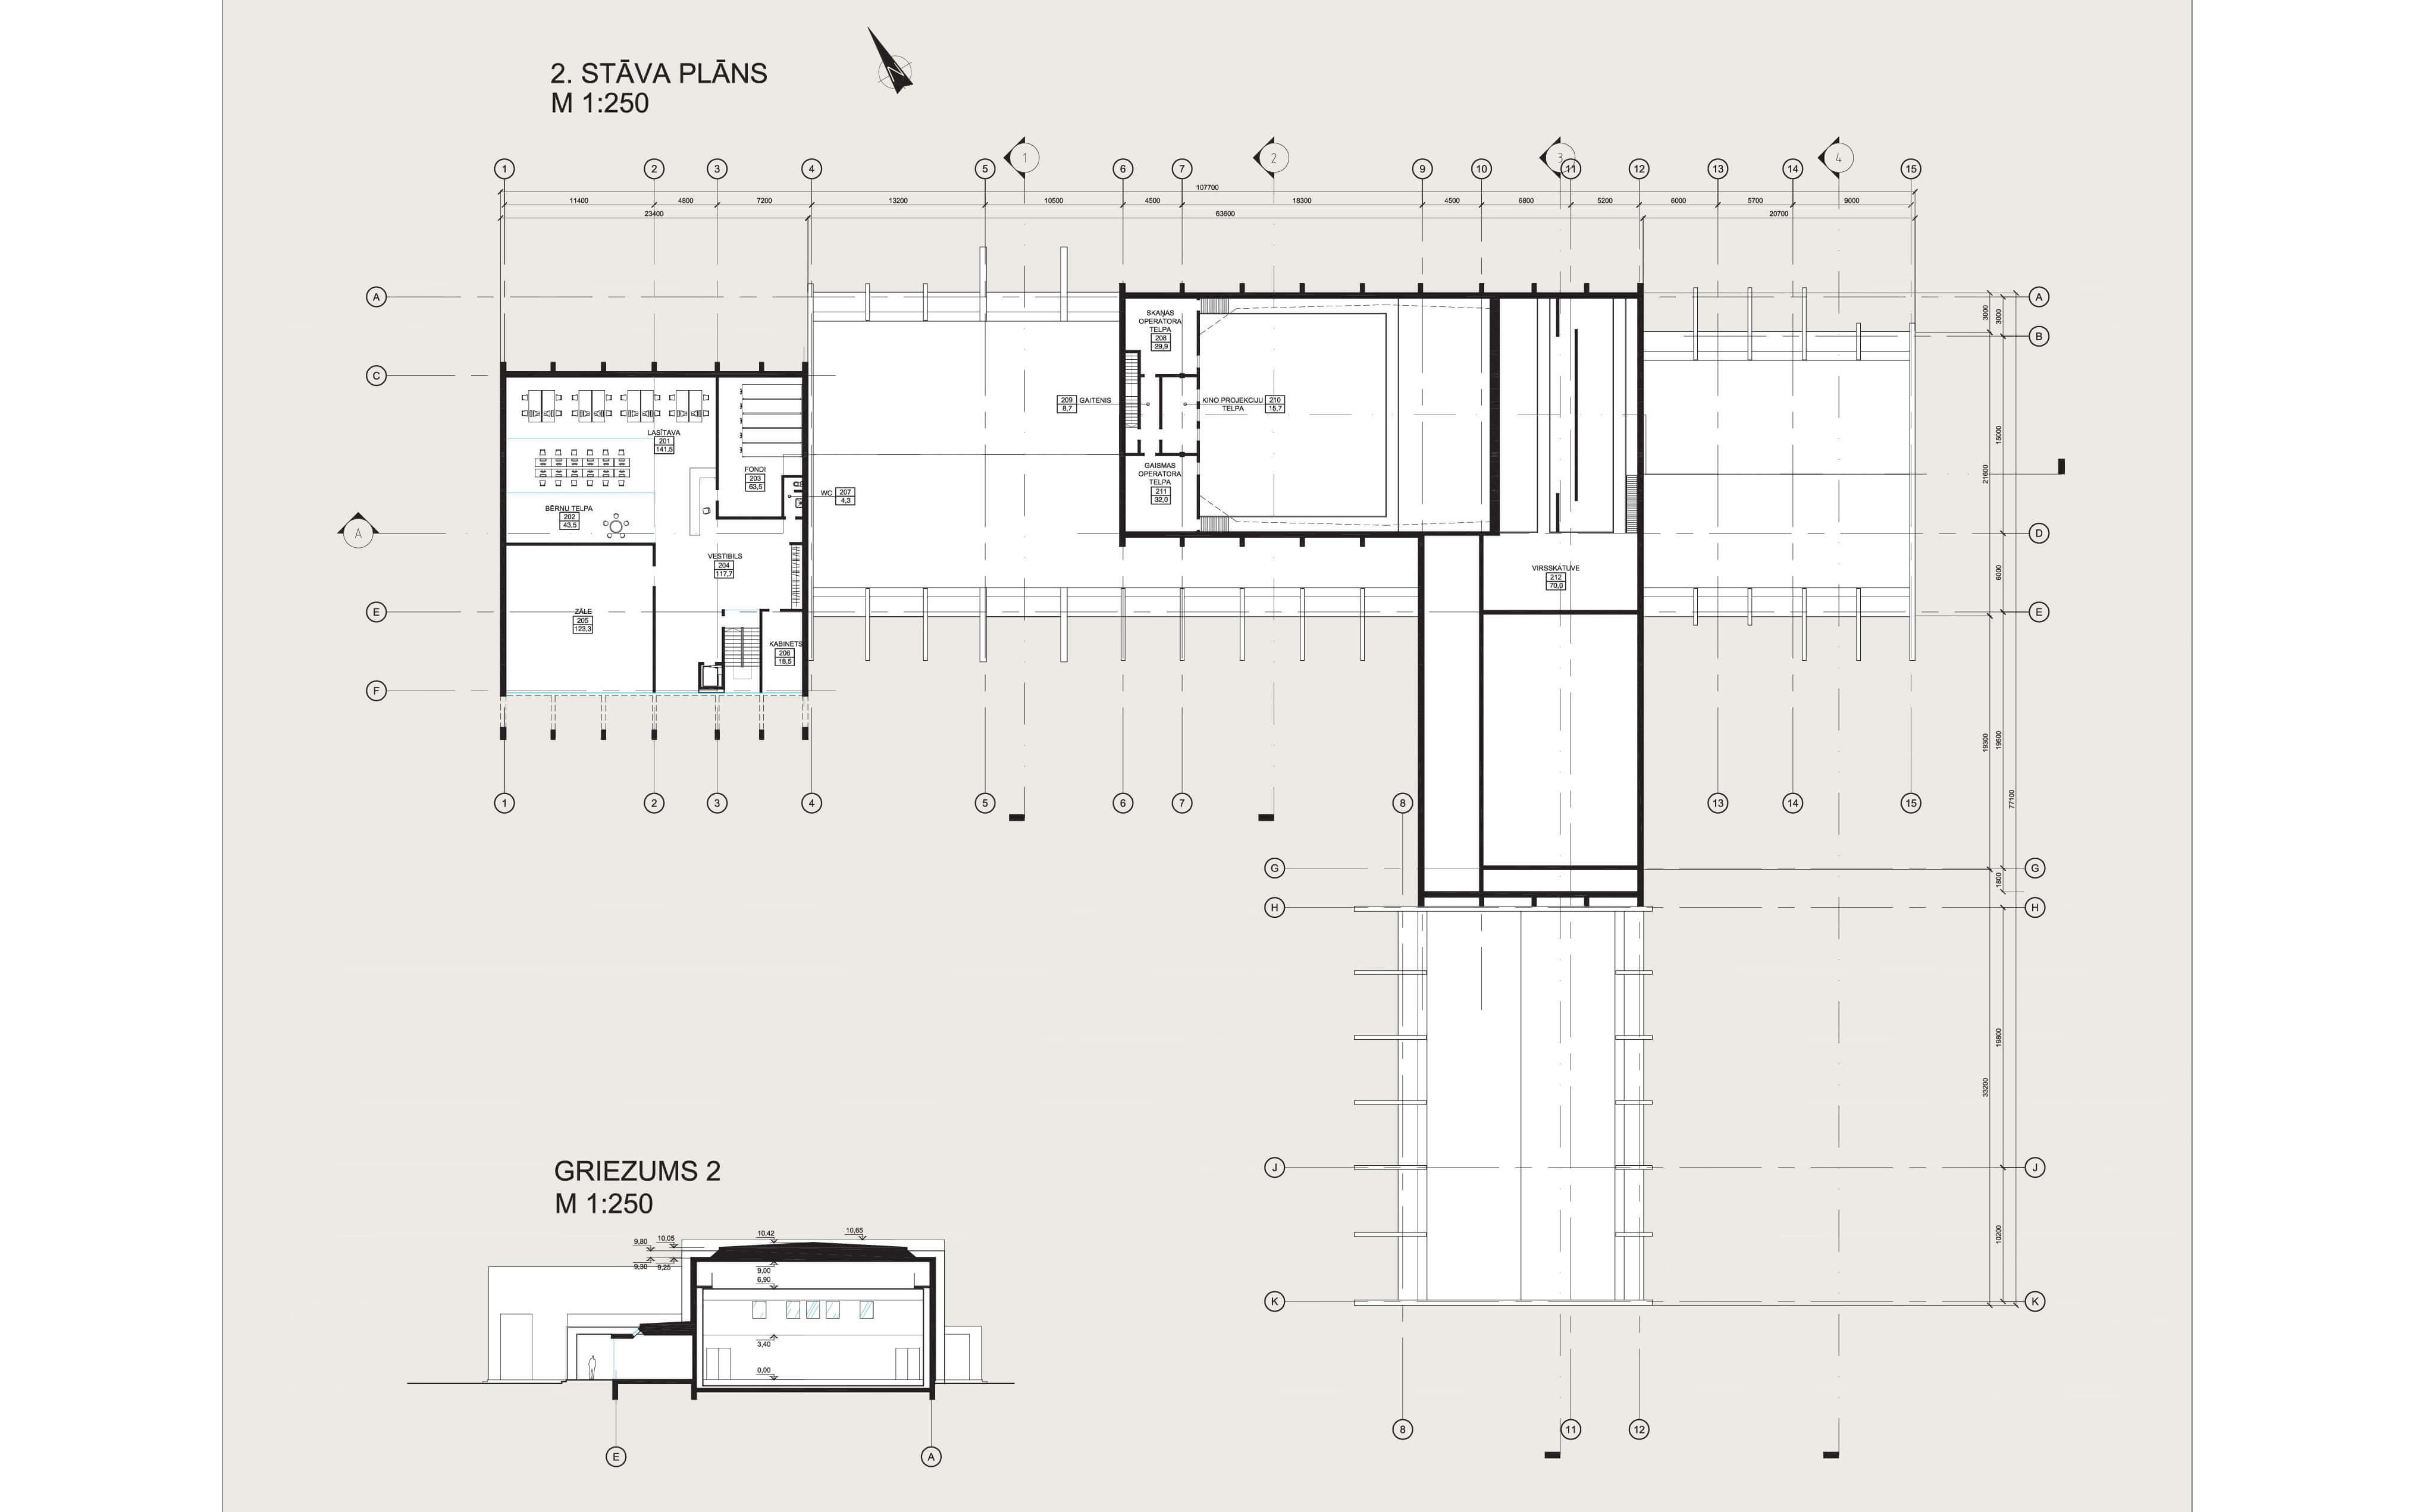 2. STĀVA PLĀNS
M 1:250
N
1
2
3
4
1
2
3
4
5
6
7
9
10
11
12
13
14
15
107700
11400
4800
7200
13200
10500
4500
18300
4500
6800
5200
6000
5700
9000
23400
63600
20700
A
A
B
C
D
E
E
F
A
3000
3000
15000
21600
6000
19300
19500
77100
1800
19800
33200
10200
LASĪTAVA
201
141,5
BĒRNU TELPA
202
43,5
FONDI
203
63,5
WC
207
4,3
VESTIBILS
204
117,7
ZĀLE
205
123,3
KABINETS
206
18,5
SKAŅAS
OPERATORA
TELPA
208
29,9
209
GAITENIS
8,7
KINO PROJEKCIJU
TELPA
210
15,7
GAISMAS
OPERATORA
TELPA
211
32,0
VIRSSKATUVE
212
70,0
1
2
3
4
5
6
7
8
13
14
15
G
G
H
H
J
J
K
K
8
11
12
GRIEZUMS 2
M 1:250
9,80
10,05
10,42
10,65
9,30
9,25
9,00
6,90
3,40
0,00
E
A